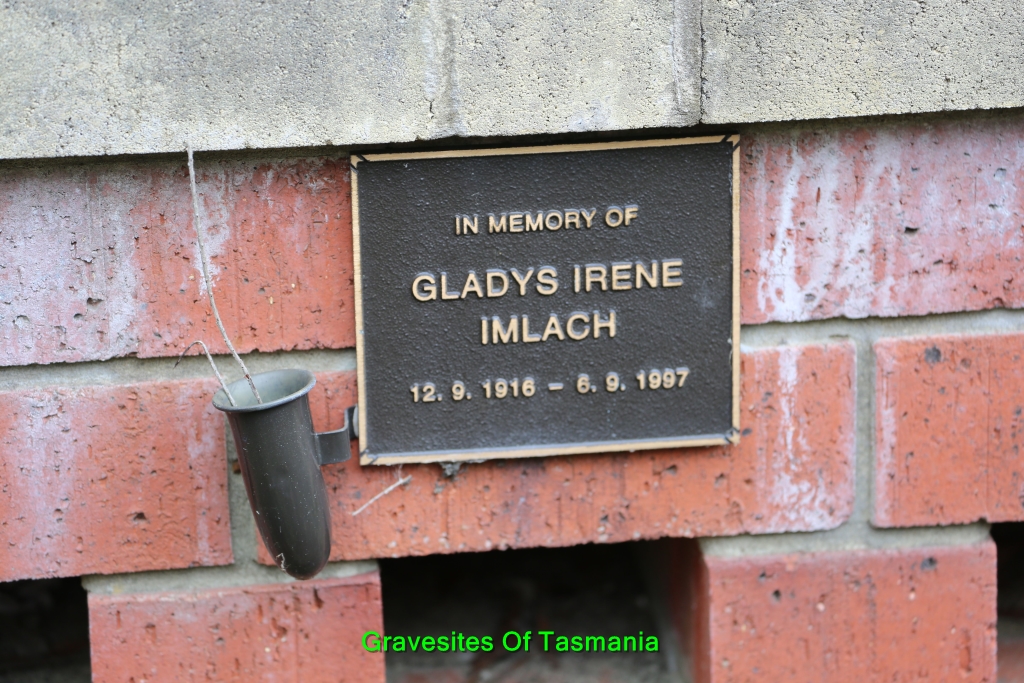 IN MEMORY OF
GLADYS IRENE
IMLACH
12. 9. 1916 – 6. 9. 1997
Gravesites Of Tasmania